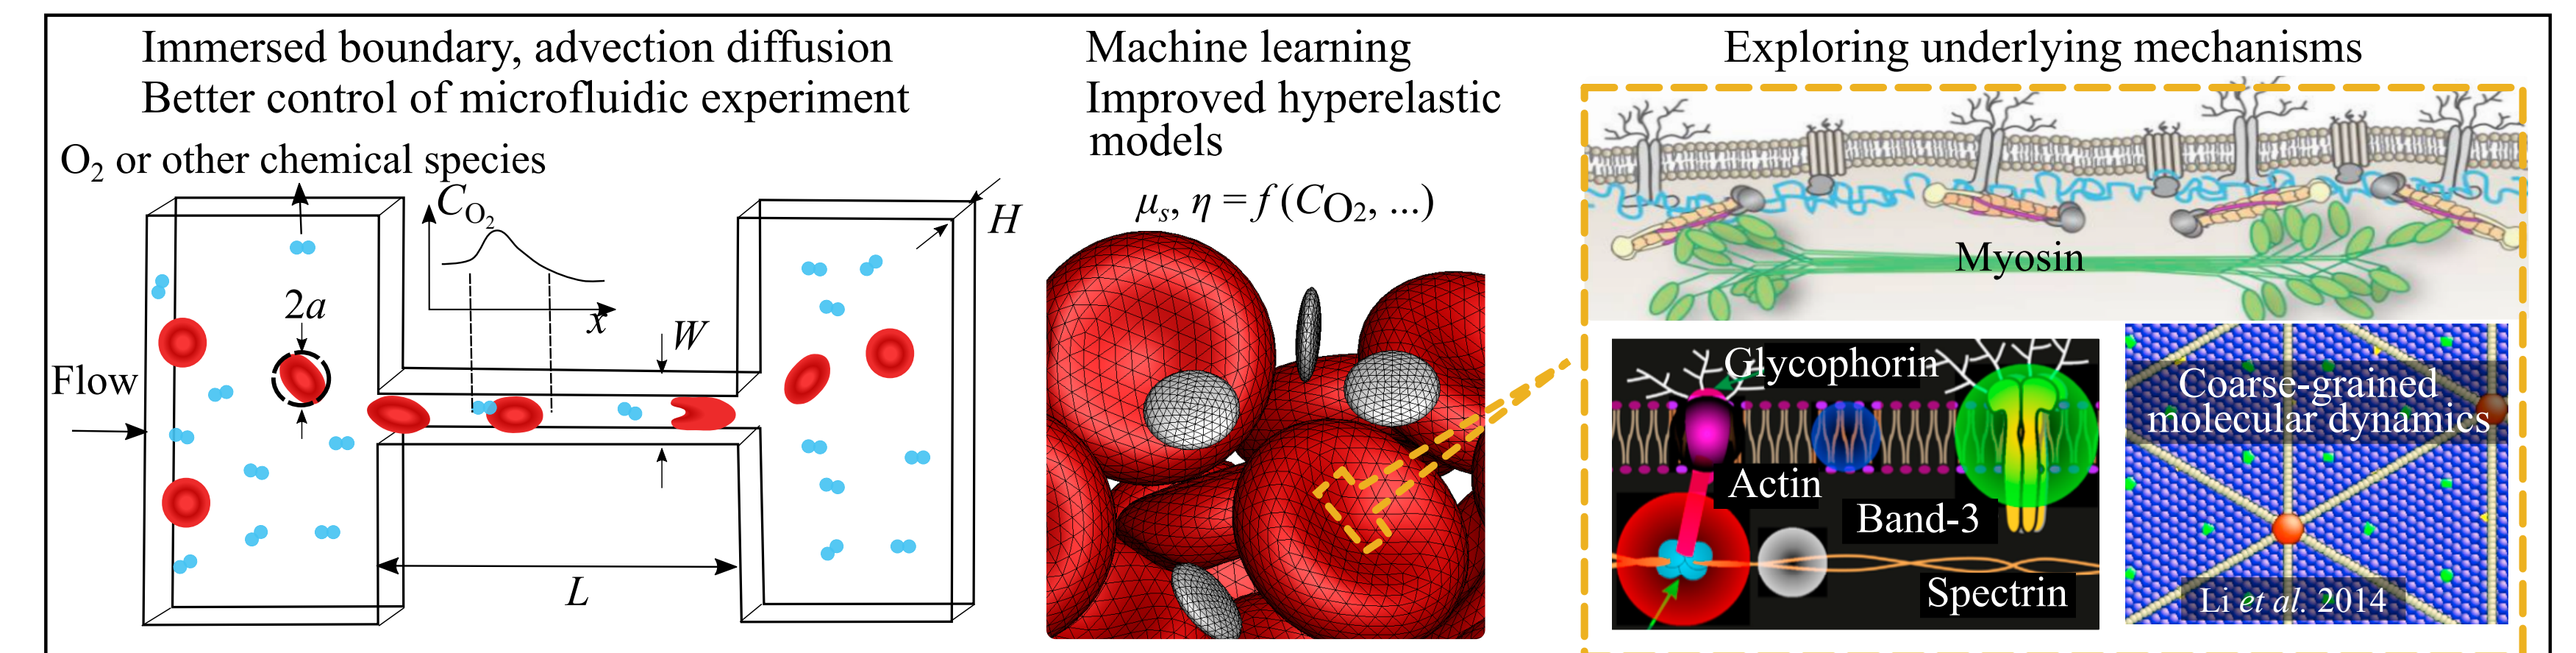 Immersed boundary, advection diffusion
Better control of microfluidic experiment
O₂ or other chemical species
C_O₂
x
2a
Flow
W
H
L
Machine learning
Improved hyperelastic
models
μₛ, η = f (C_O2, ...)
Exploring underlying mechanisms
Myosin
Glycophorin
Actin
Band-3
Spectrin
Coarse-grained
molecular dynamics
Li et al. 2014